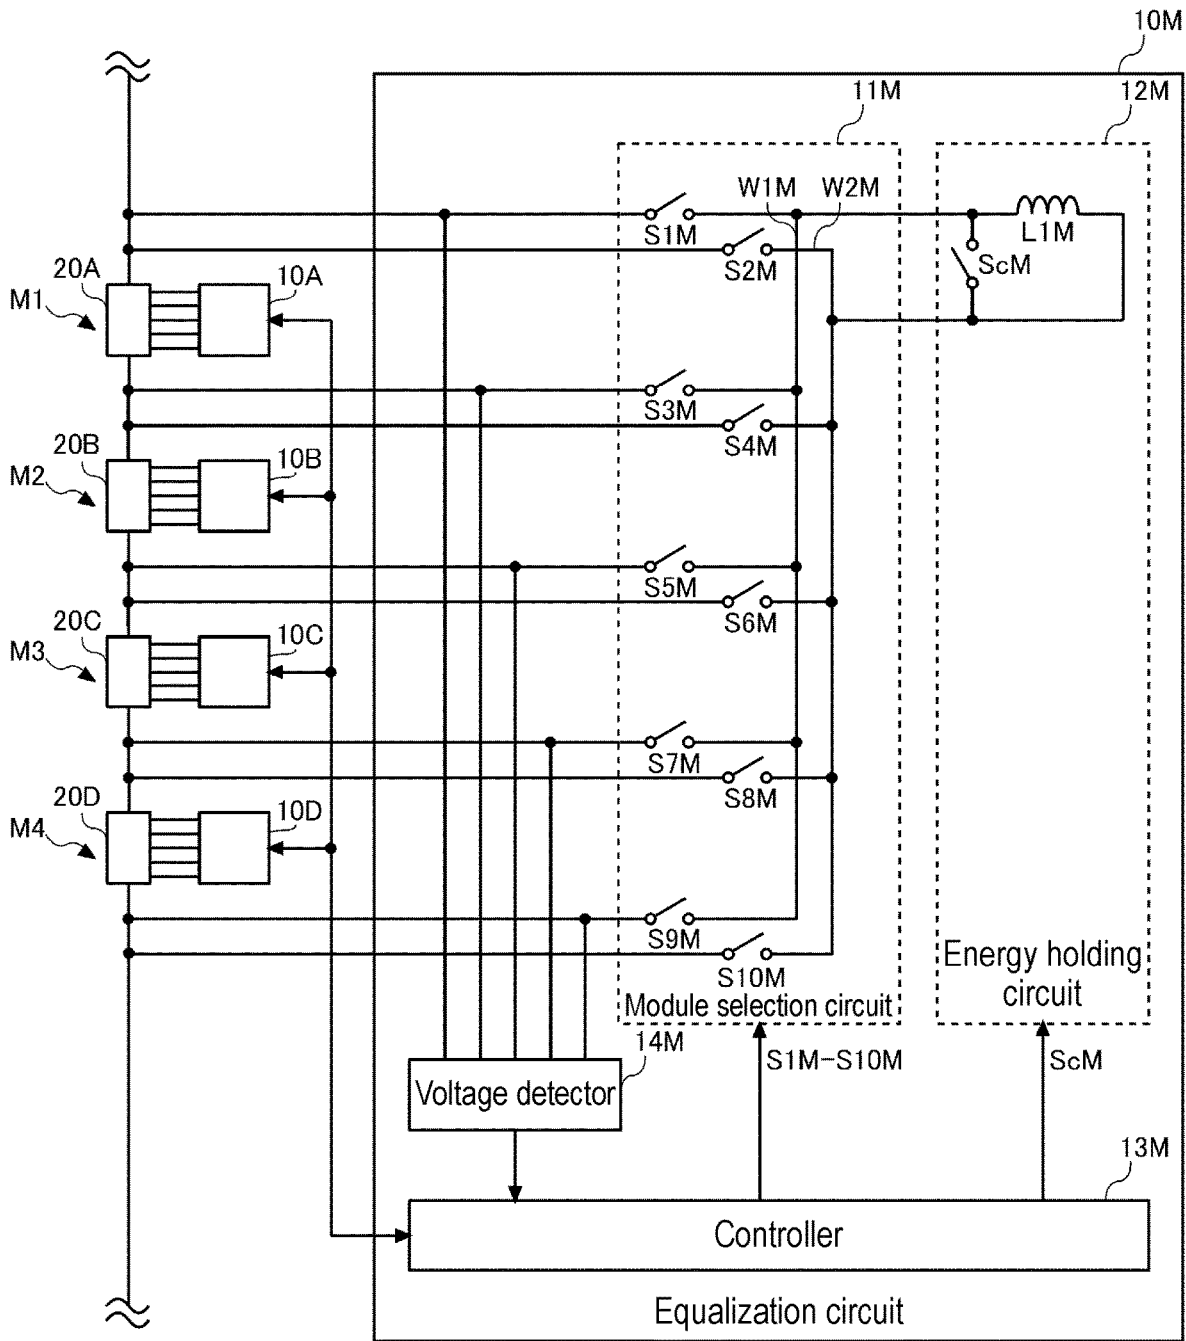 10M
11M
12M
W1M
W2M
S1M
L1M
S2M
ScM
20A
10A
M1
S3M
S4M
20B
10B
M2
S5M
S6M
20C
10C
M3
S7M
S8M
20D
10D
M4
S9M
S10M
Module selection circuit
Energy holding
circuit
14M
S1M-S10M
ScM
Voltage detector
13M
Controller
Equalization circuit